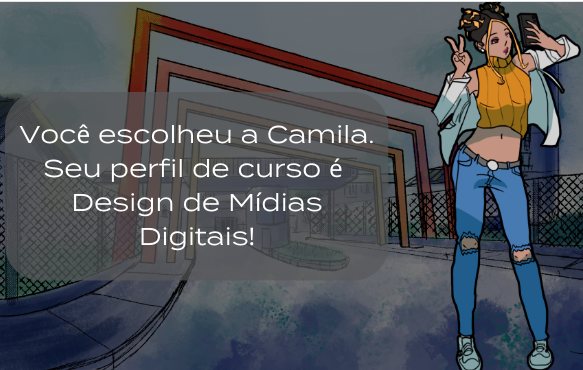 Você escolheu a Camila.
Seu perfil de curso é
Design de Mídias
Digitais!